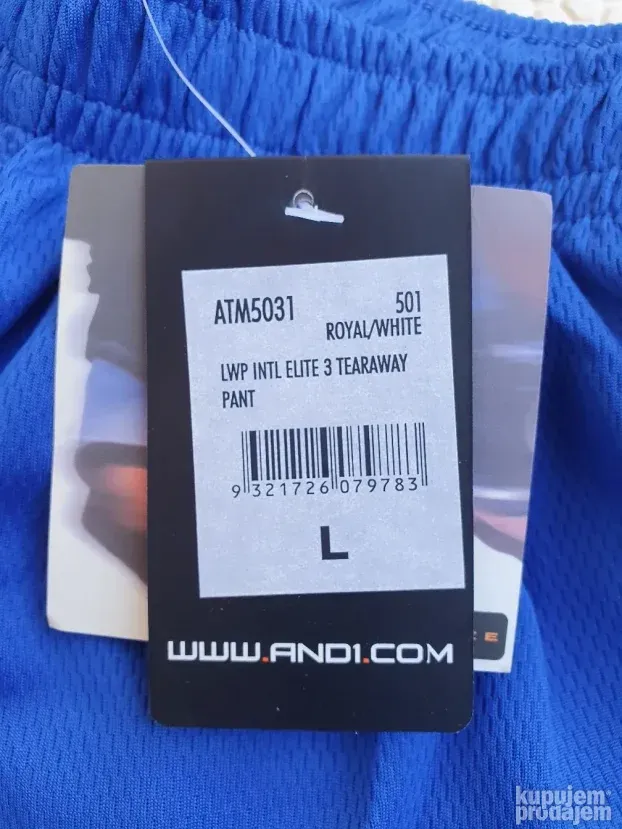 ATM5031 501
ROYAL/WHITE
LWP INTL ELITE 3 TEARAWAY
PANT
9 321726 079783
L
WWW.AND1.COM
E
kupujem
prodajem